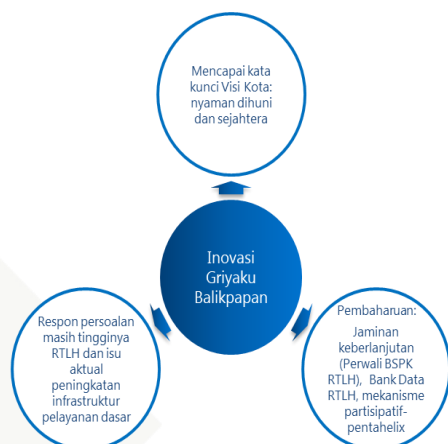 Mencapai kata
kunci Visi Kota:
nyaman dihuni
dan sejahtera
Inovasi
Griyaku
Balikpapan
Respon persoalan
masih tingginya
RTLH dan isu
aktual
peningkatan
infrastruktur
pelayanan dasar
Pembaharuan:
Jaminan
keberlanjutan
(Perwali BSPK
RTLH), Bank Data
RTLH, mekanisme
partisipatif-
pentahelix